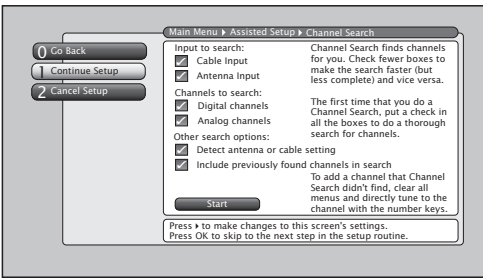 Main Menu ▸ Assisted Setup ▸ Channel Search
0 Go Back
1 Continue Setup
2 Cancel Setup
Input to search:
Cable Input
Antenna Input
Channels to search:
Digital channels
Analog channels
Other search options:
Detect antenna or cable setting
Include previously found channels in search
Start
Channel Search finds channels
for you. Check fewer boxes to
make the search faster (but
less complete) and vice versa.
The first time that you do a
Channel Search, put a check in
all the boxes to do a thorough
search for channels.
To add a channel that Channel
Search didn't find, clear all
menus and directly tune to the
channel with the number keys.
Press ▸ to make changes to this screen's settings.
Press OK to skip to the next step in the setup routine.